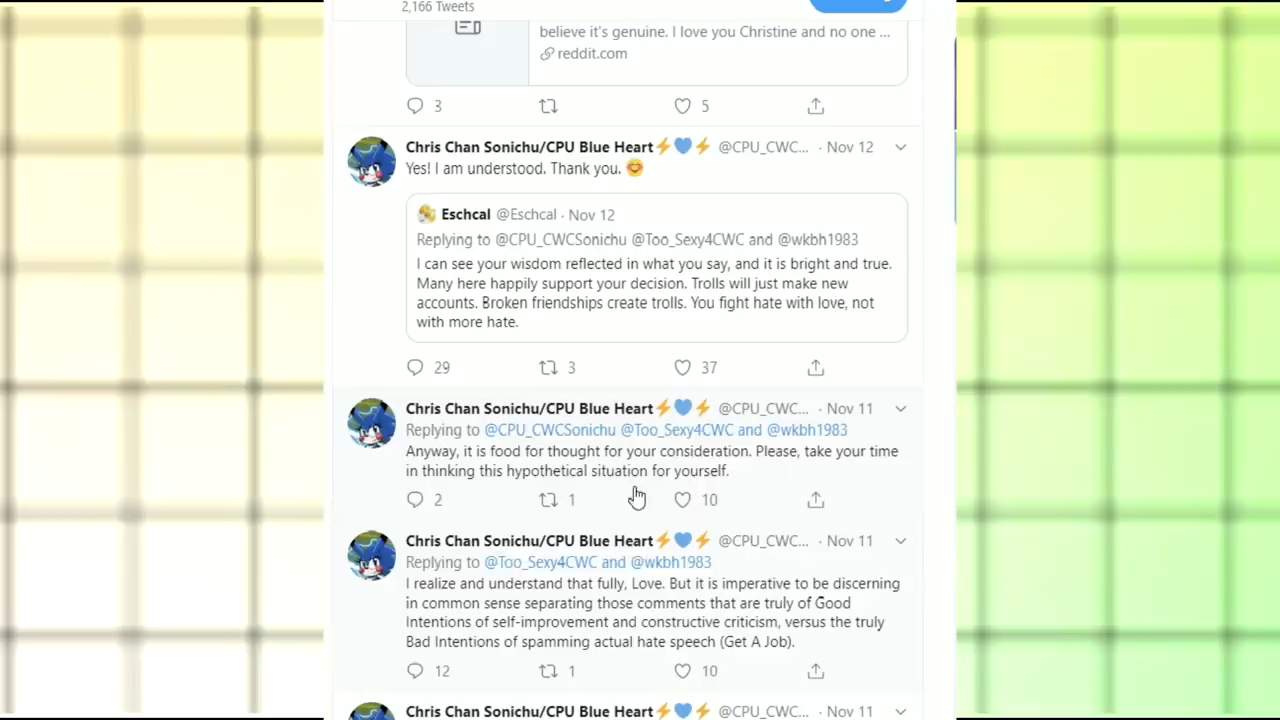 2,166 Tweets
believe it's genuine. I love you Christine and no one ...
reddit.com
3 5
Chris Chan Sonichu/CPU Blue Heart⚡💙⚡ @CPU_CWC... · Nov 12
Yes! I am understood. Thank you. 😊
Eschcal @Eschcal · Nov 12
Replying to @CPU_CWCSonichu @Too_Sexy4CWC and @wkbh1983
I can see your wisdom reflected in what you say, and it is bright and true.
Many here happily support your decision. Trolls will just make new
accounts. Broken friendships create trolls. You fight hate with love, not
with more hate.
29 3 37
Chris Chan Sonichu/CPU Blue Heart⚡💙⚡ @CPU_CWC... · Nov 11
Replying to @CPU_CWCSonichu @Too_Sexy4CWC and @wkbh1983
Anyway, it is food for thought for your consideration. Please, take your time
in thinking this hypothetical situation for yourself.
2 1 10
Chris Chan Sonichu/CPU Blue Heart⚡💙⚡ @CPU_CWC... · Nov 11
Replying to @Too_Sexy4CWC and @wkbh1983
I realize and understand that fully, Love. But it is imperative to be discerning
in common sense separating those comments that are truly of Good
Intentions of self-improvement and constructive criticism, versus the truly
Bad Intentions of spamming actual hate speech (Get A Job).
12 1 10
Chris Chan Sonichu/CPU Blue Heart⚡💙⚡ @CPU_CWC... · Nov 11